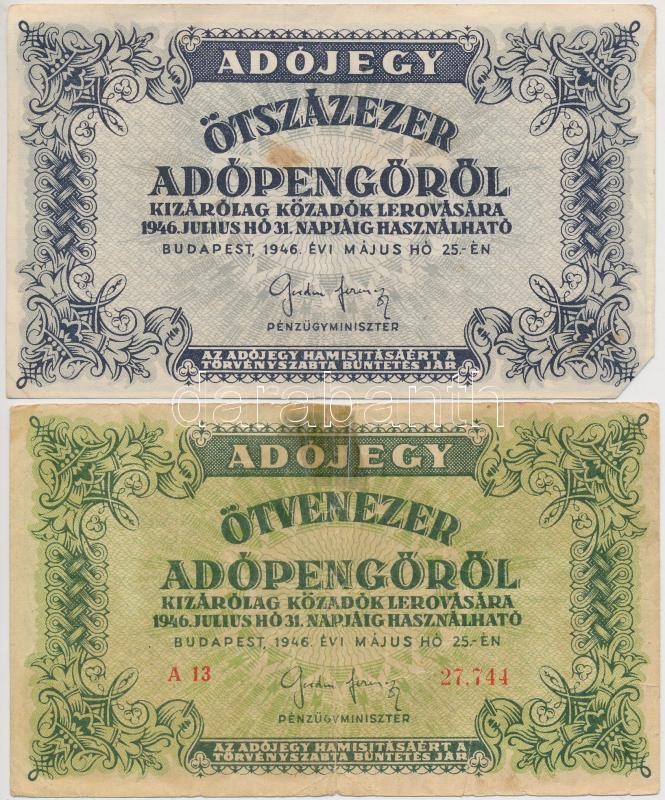 ADÓJEGY
ÖTSZÁZEZER
ADÓPENGŐRŐL
KIZÁRÓLAG KÖZADÓK LEROVÁSÁRA
1946. JULIUS HÓ 31. NAPJÁIG HASZNÁLHATÓ
BUDAPEST, 1946. ÉVI MÁJUS HÓ 25.-ÉN
PÉNZÜGYMINISZTER
AZ ADÓJEGY HAMISITÁSÁÉRT A
TÖRVÉNYSZABTA BÜNTETÉS JÁR
darabanth
ADÓJEGY
ÖTVENEZER
ADÓPENGŐRŐL
KIZÁRÓLAG KÖZADÓK LEROVÁSÁRA
1946. JULIUS HÓ 31. NAPJÁIG HASZNÁLHATÓ
BUDAPEST, 1946. ÉVI MÁJUS HÓ 25.-ÉN
A 13 27.744
PÉNZÜGYMINISZTER
AZ ADÓJEGY HAMISITÁSÁÉRT A
TÖRVÉNYSZABTA BÜNTETÉS JÁR